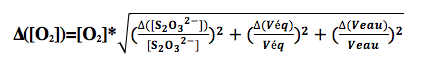 Δ([O₂])=[O₂]*√((Δ([S₂O₃²⁻])/[S₂O₃²⁻])² + (Δ(Véq)/Véq)² + (Δ(Veau)/Veau)²)